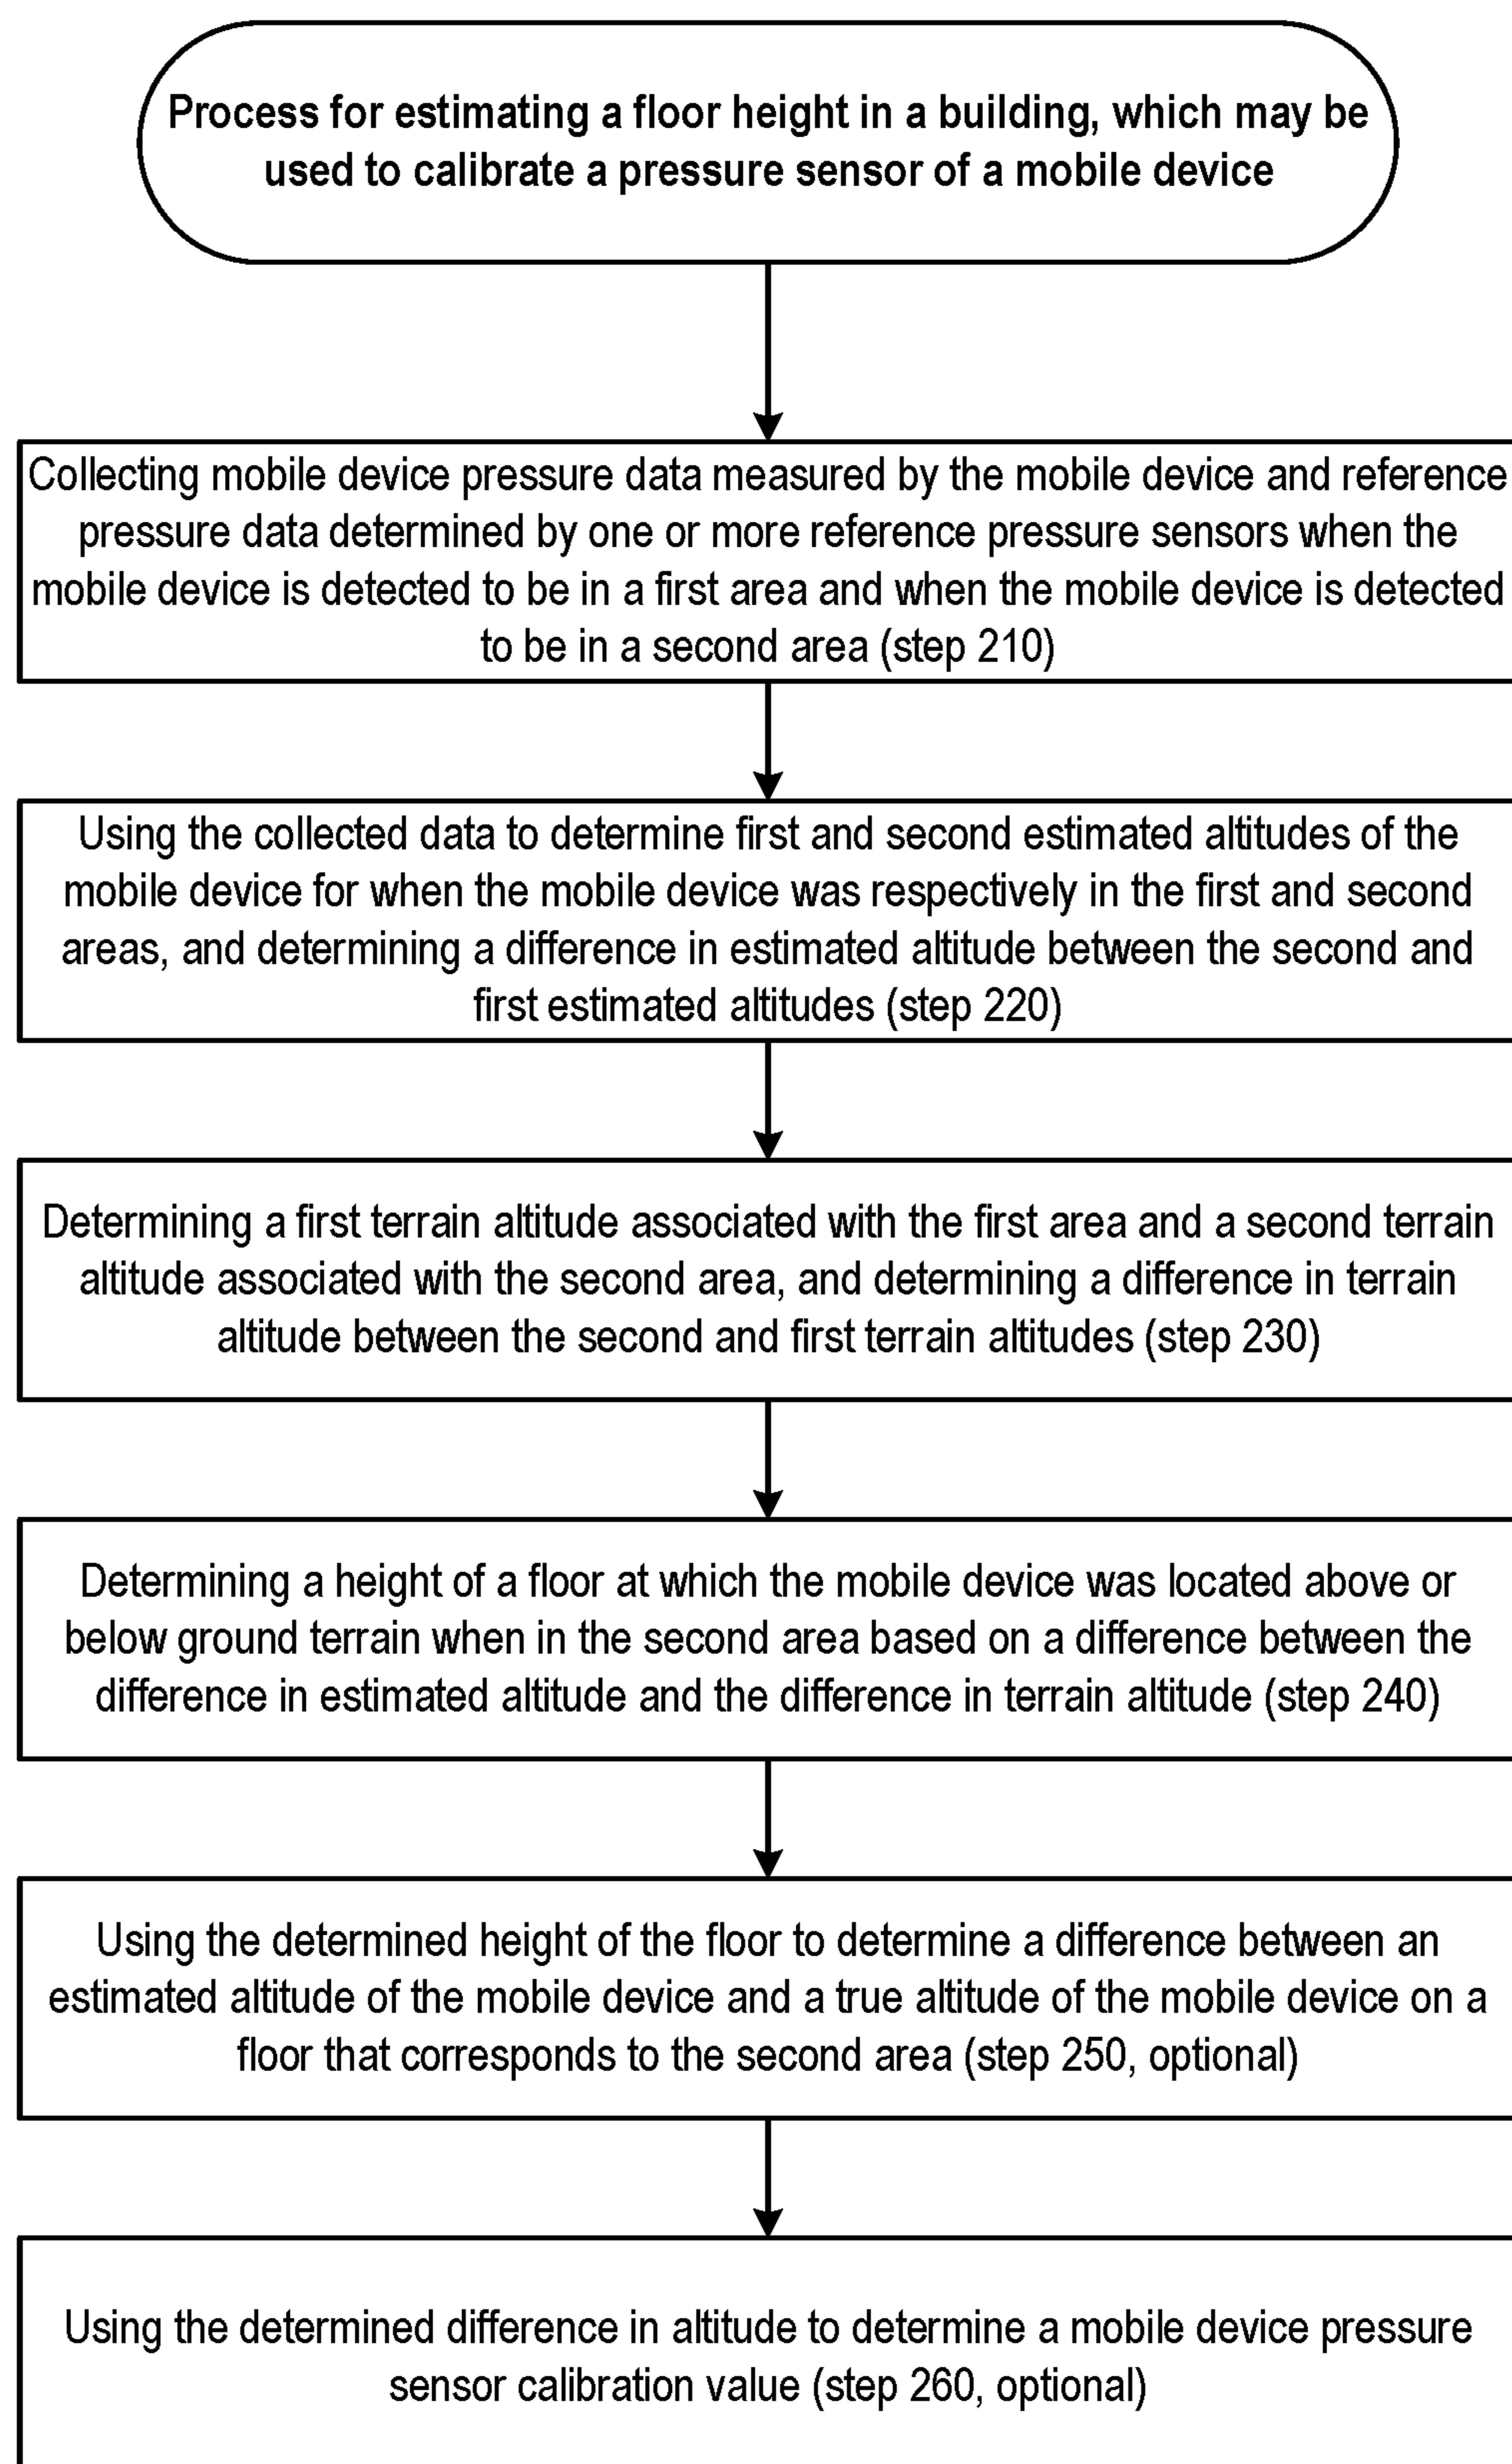 Process for estimating a floor height in a building, which may be
used to calibrate a pressure sensor of a mobile device
Collecting mobile device pressure data measured by the mobile device and reference
pressure data determined by one or more reference pressure sensors when the
mobile device is detected to be in a first area and when the mobile device is detected
to be in a second area (step 210)
Using the collected data to determine first and second estimated altitudes of the
mobile device for when the mobile device was respectively in the first and second
areas, and determining a difference in estimated altitude between the second and
first estimated altitudes (step 220)
Determining a first terrain altitude associated with the first area and a second terrain
altitude associated with the second area, and determining a difference in terrain
altitude between the second and first terrain altitudes (step 230)
Determining a height of a floor at which the mobile device was located above or
below ground terrain when in the second area based on a difference between the
difference in estimated altitude and the difference in terrain altitude (step 240)
Using the determined height of the floor to determine a difference between an
estimated altitude of the mobile device and a true altitude of the mobile device on a
floor that corresponds to the second area (step 250, optional)
Using the determined difference in altitude to determine a mobile device pressure
sensor calibration value (step 260, optional)